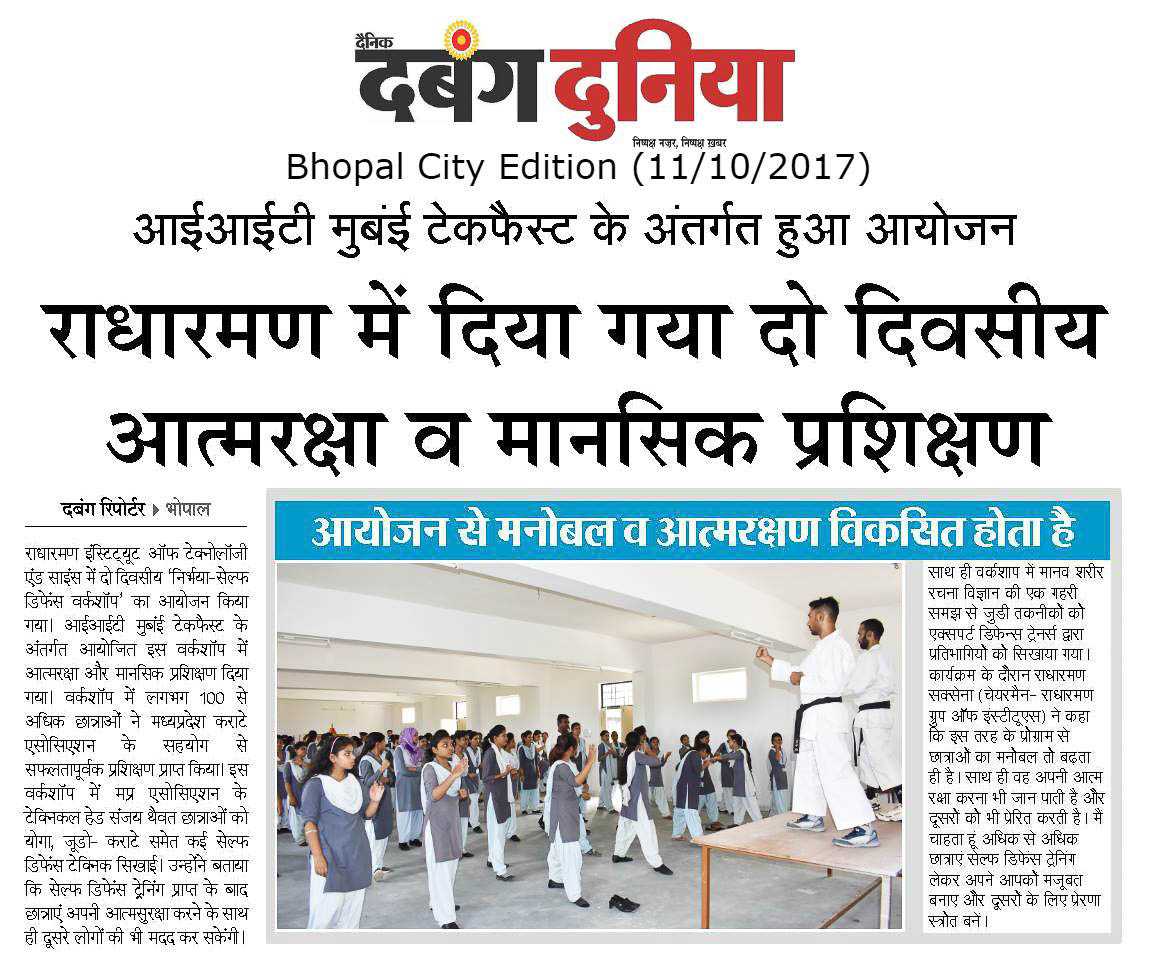 दैनिक
दबंग दुनिया
निष्पक्ष नज़र, निष्पक्ष ख़बर
Bhopal City Edition (11/10/2017)
आईआईटी मुबंई टेकफैस्ट के अंतर्गत हुआ आयोजन
राधारमण में दिया गया दो दिवसीय
आत्मरक्षा व मानसिक प्रशिक्षण
दबंग रिपोर्टर भोपाल
राधारमण इंस्टिट्यूट ऑफ टेक्नोलॉजी
एंड साइंस में दो दिवसीय ‘निर्भया-सेल्फ
डिफेंस वर्कशॉप’ का आयोजन किया
गया। आईआईटी मुबंई टेकफैस्ट के
अंतर्गत आयोजित इस वर्कशॉप में
आत्मरक्षा और मानसिक प्रशिक्षण दिया
गया। वर्कशॉप में लगभग 100 से
अधिक छात्राओं ने मध्यप्रदेश कराटे
एसोसिएशन के सहयोग से
सफलतापूर्वक प्रशिक्षण प्राप्त किया। इस
वर्कशॉप में मप्र एसोसिएशन के
टेक्निकल हेड संजय थैवत छात्राओं को
योगा, जूडो- कराटे समेत कई सेल्फ
डिफेंस टेक्निक सिखाई। उन्होंने बताया
कि सेल्फ डिफेंस ट्रेनिंग प्राप्त के बाद
छात्राएं अपनी आत्मसुरक्षा करने के साथ
ही दूसरे लोगों की भी मदद कर सकेंगी।
आयोजन से मनोबल व आत्मरक्षण विकसित होता है
साथ ही वर्कशाप में मानव शरीर
रचना विज्ञान की एक गहरी
समझ से जुडी तकनीकों को
एक्सपर्ट डिफेन्स ट्रेनर्स द्वारा
प्रतिभागियों को सिखाया गया।
कार्यक्रम के दौरान राधारमण
सक्सेना (चेयरमैन- राधारमण
ग्रुप ऑफ इंस्टीटूएस) ने कहा
कि इस तरह के प्रोग्राम से
छात्राओं का मनोबल तो बढ़ता
ही है। साथ ही वह अपनी आत्म
रक्षा करना भी जान पाती है और
दूसरों को भी प्रेरित करती है। मैं
चाहता हूं अधिक से अधिक
छात्राएं सेल्फ डिफेंस ट्रेनिंग
लेकर अपने आपको मजूबत
बनाए और दूसरों के लिए प्रेरणा
स्त्रोत बनें।